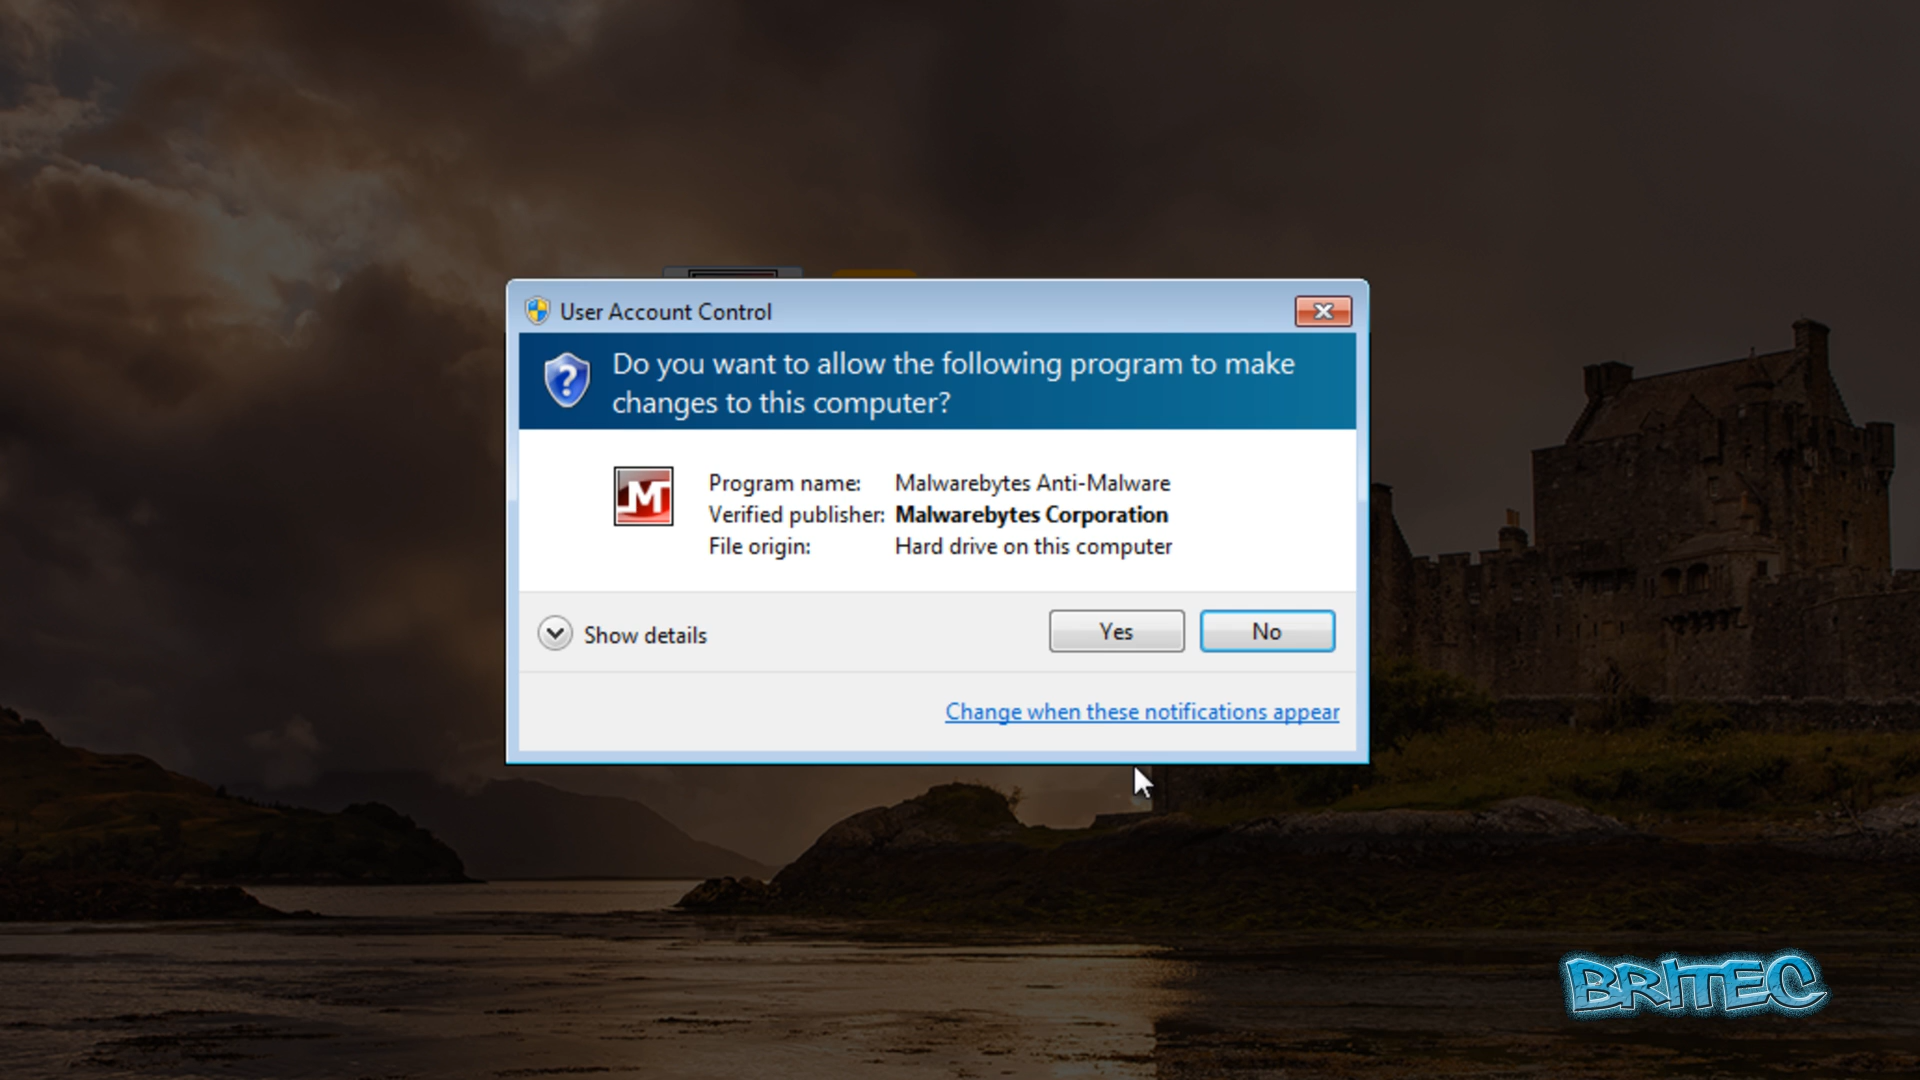 User Account Control
Do you want to allow the following program to make
changes to this computer?
Program name: Malwarebytes Anti-Malware
Verified publisher: Malwarebytes Corporation
File origin: Hard drive on this computer
Show details
Yes
No
Change when these notifications appear
BRITEC